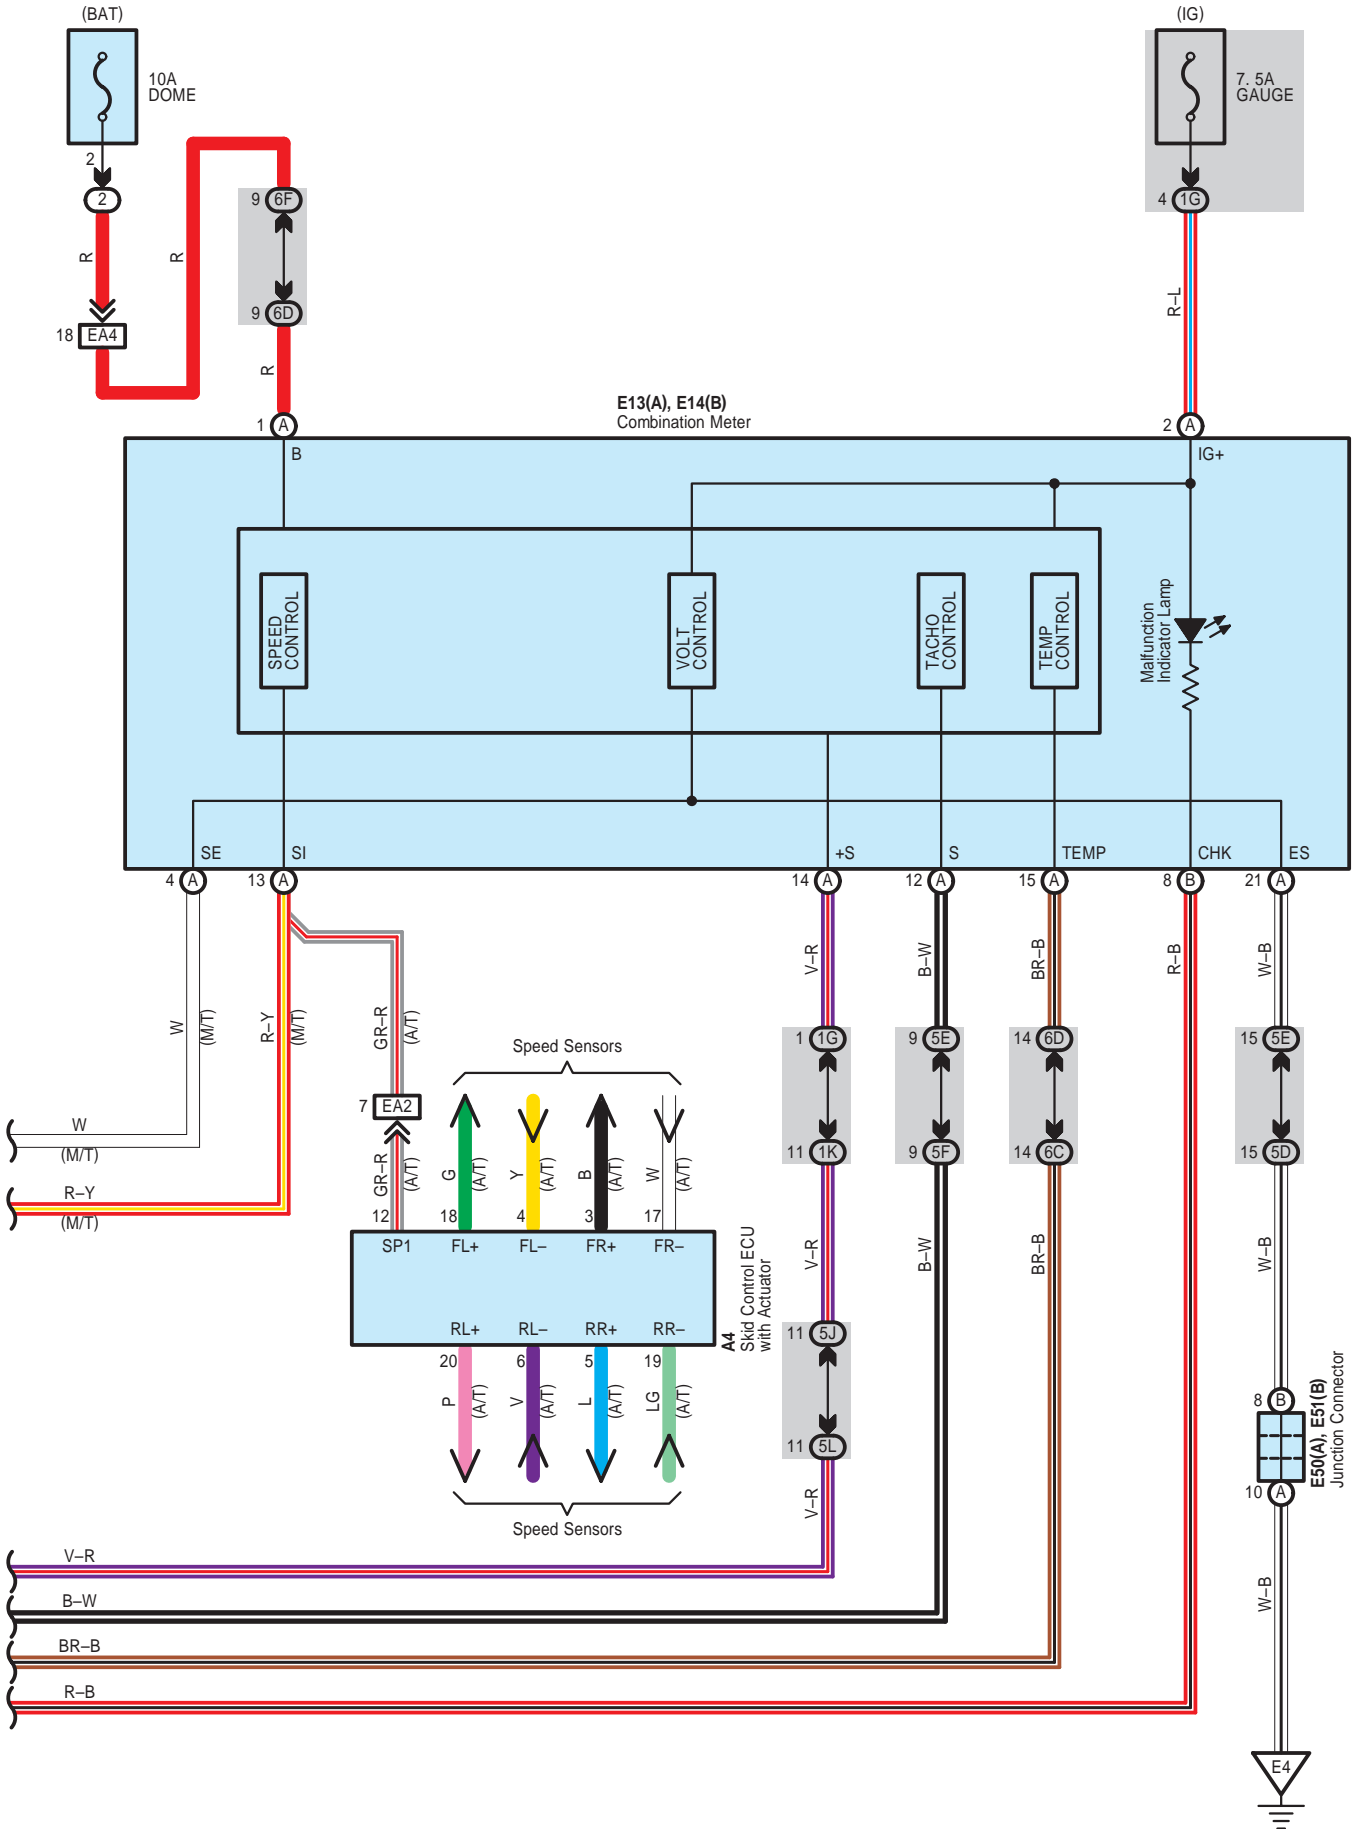 (BAT)
(IG)
10A
DOME
7. 5A
GAUGE
2
2
9 6F
4 1G
R
R
R–L
9 6D
18 EA4
R
E13(A), E14(B)
Combination Meter
1 A
2 A
B
IG+
SPEED
CONTROL
VOLT
CONTROL
TACHO
CONTROL
TEMP
CONTROL
Malfunction
Indicator Lamp
SE
SI
+S
S
TEMP
CHK
ES
4 A
13 A
14 A
12 A
15 A
8 B
21 A
V–R
B–W
BR–B
R–B
W–B
W
(M/T)
R–Y
(M/T)
GR–R
(A/T)
Speed Sensors
1 1G
9 5E
14 6D
15 5E
7 EA2
W
(M/T)
11 1K
9 5F
14 6C
15 5D
GR–R
(A/T)
G
(A/T)
Y
(A/T)
B
(A/T)
W
(A/T)
R–Y
(M/T)
12
18
4
3
17
SP1
FL+
FL–
FR+
FR–
V–R
B–W
BR–B
W–B
A4
Skid Control ECU
with Actuator
RL+
RL–
RR+
RR–
11 5J
20
6
5
19
P
(A/T)
V
(A/T)
L
(A/T)
LG
(A/T)
8 B
E50(A), E51(B)
Junction Connector
11 5L
10 A
V–R
Speed Sensors
V–R
B–W
W–B
BR–B
R–B
E4